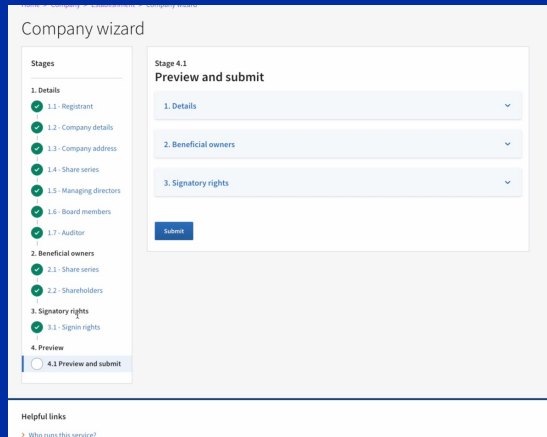 Home > Company > Establishment > Company wizard
Company wizard
Stages
1. Details
1.1 - Registrant
1.2 - Company details
1.3 - Company address
1.4 - Share series
1.5 - Managing directors
1.6 - Board members
1.7 - Auditor
2. Beneficial owners
2.1 - Share series
2.2 - Shareholders
3. Signatory rights
3.1 - Signin rights
4. Preview
4.1 Preview and submit
Stage 4.1
Preview and submit
1. Details
2. Beneficial owners
3. Signatory rights
Submit
Helpful links
> Who runs this service?